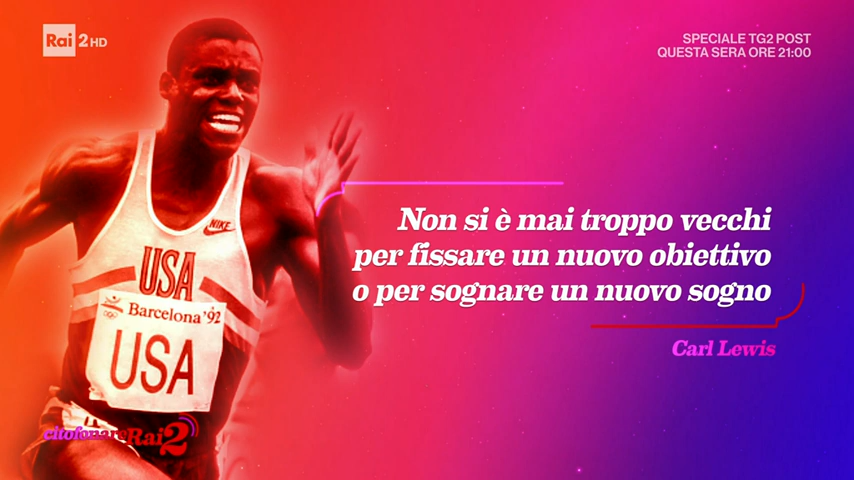 Rai 2 HD
SPECIALE TG2 POST
QUESTA SERA ORE 21:00
Non si è mai troppo vecchi
per fissare un nuovo obiettivo
o per sognare un nuovo sogno
Carl Lewis
NIKE
USA
Barcelona '92
USA
citofonare Rai 2